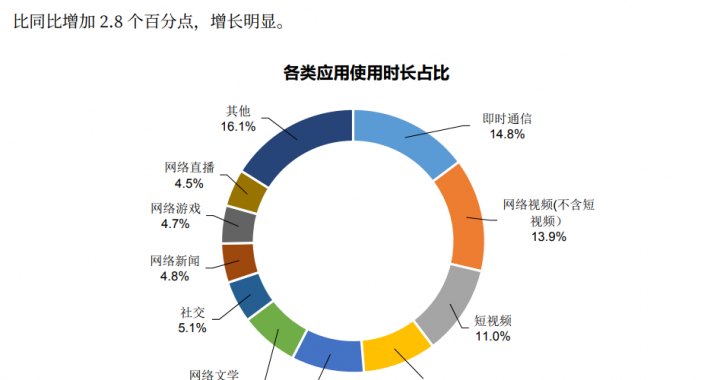 比同比增加 2.8 个百分点，增长明显。
各类应用使用时长占比
其他
16.1%
即时通信
14.8%
网络直播
4.5%
网络视频(不含短
视频）
13.9%
网络游戏
4.7%
网络新闻
4.8%
社交
5.1%
短视频
11.0%
网络文学